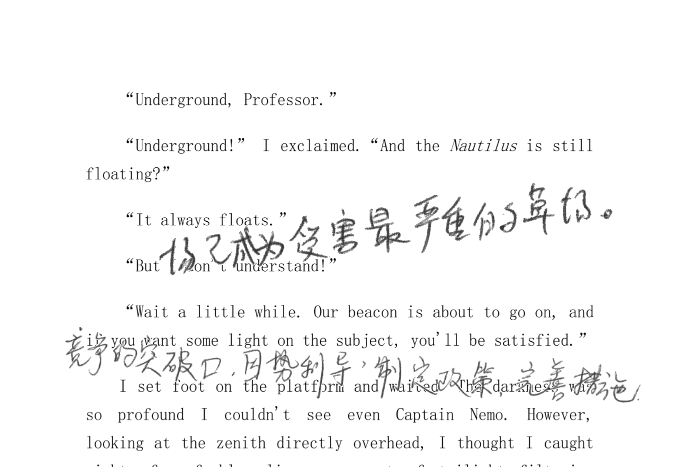 “Underground, Professor.”
“Underground!” I exclaimed. “And the Nautilus is still
floating?”
“It always floats.”
场已成为受害最严重的草场。
“But I don't understand!”
“Wait a little while. Our beacon is about to go on, and
if you want some light on the subject, you'll be satisfied.”
竞争的突破口，因势利导，制定政策，完善措施
I set foot on the platform and waited. The darkness was
so profound I couldn't see even Captain Nemo. However,
looking at the zenith directly overhead, I thought I caught